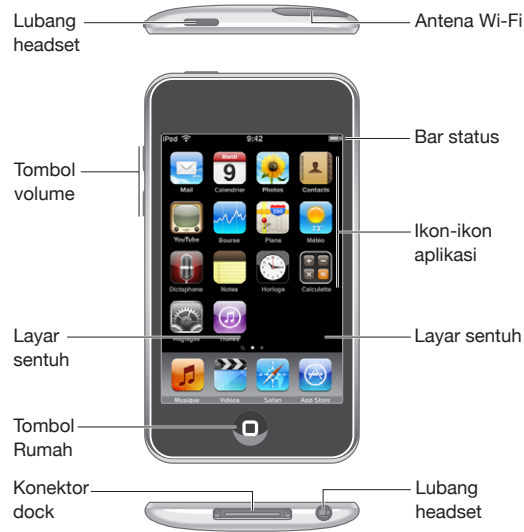 Lubang
headset
Antena Wi-Fi
iPod
9:42
Bar status
Mardi
9
Mail
Calendrier
Photos
Contacts
Tombol
volume
280
73°
YouTube
Bourse
Plans
Météo
Ikon-ikon
aplikasi
Dictaphone
Notes
Horloge
Calculette
Layar
sentuh
Réglages
iTunes
Layar sentuh
Musique
Vidéos
Safari
App Store
Tombol
Rumah
Konektor
dock
Lubang
headset